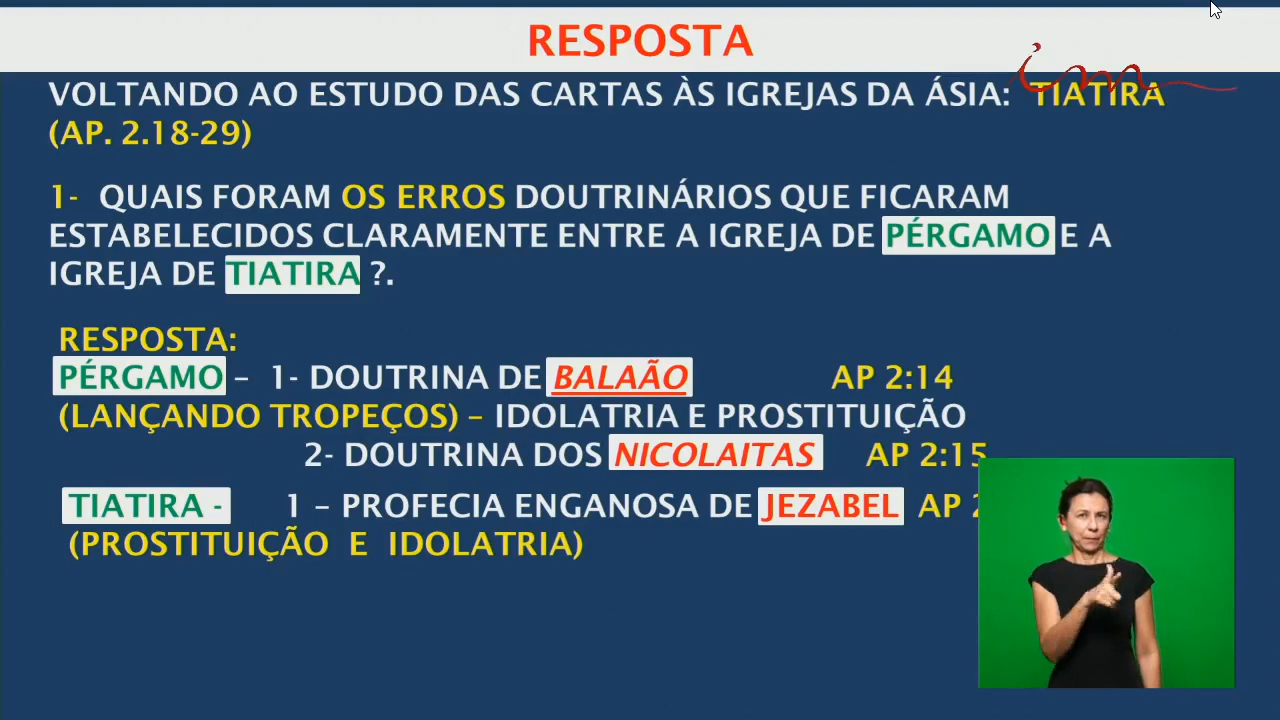 RESPOSTA
im
VOLTANDO AO ESTUDO DAS CARTAS ÀS IGREJAS DA ÁSIA: TIATIRA
(AP. 2.18-29)
1- QUAIS FORAM OS ERROS DOUTRINÁRIOS QUE FICARAM
ESTABELECIDOS CLARAMENTE ENTRE A IGREJA DE PÉRGAMO E A
IGREJA DE TIATIRA ?.
RESPOSTA:
PÉRGAMO – 1- DOUTRINA DE BALAÃO AP 2:14
(LANÇANDO TROPEÇOS) – IDOLATRIA E PROSTITUIÇÃO
2- DOUTRINA DOS NICOLAITAS AP 2:15
TIATIRA - 1 – PROFECIA ENGANOSA DE JEZABEL AP 2
(PROSTITUIÇÃO E IDOLATRIA)